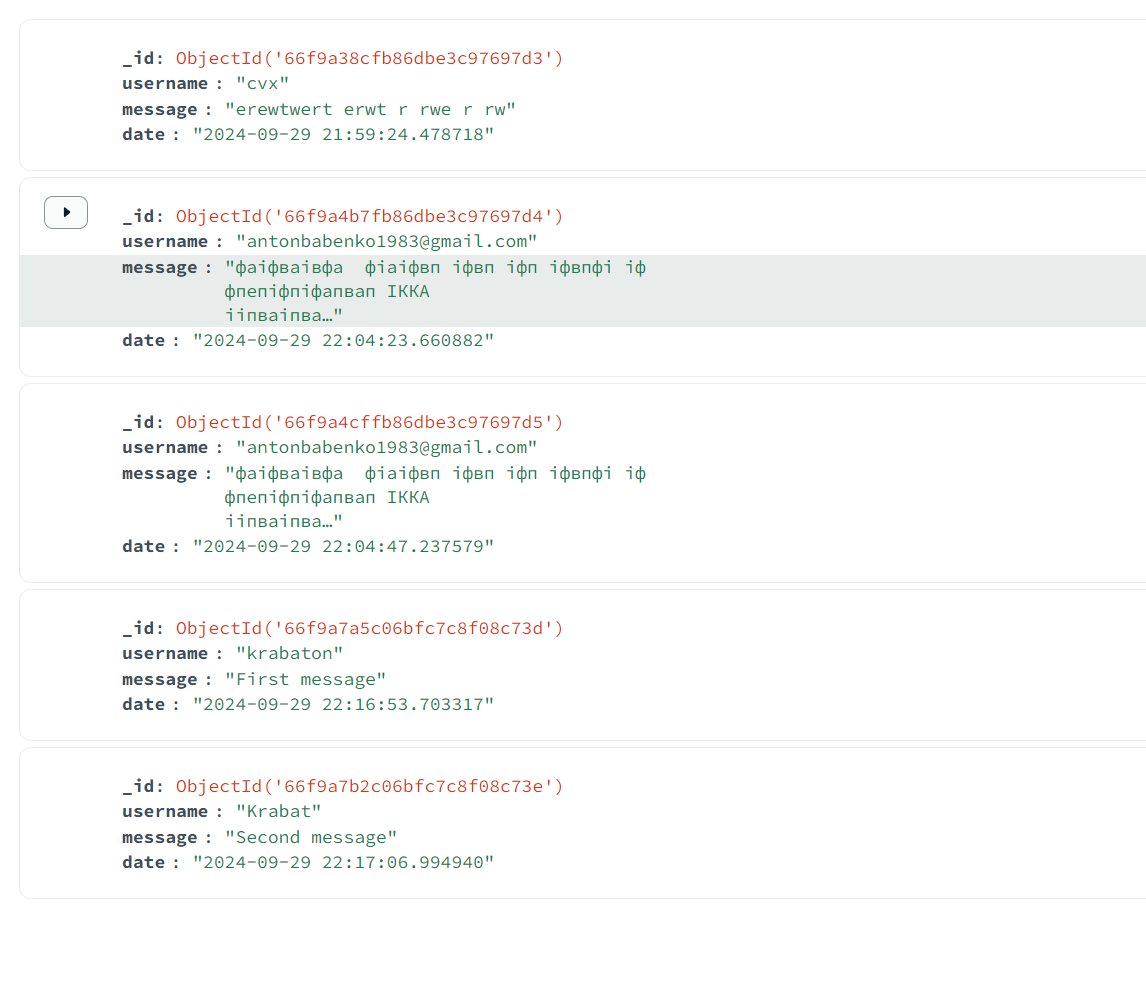 _id: ObjectId('66f9a38cfb86dbe3c97697d3')
username : "cvx"
message : "erewtwert erwt r rwe r rw"
date : "2024-09-29 21:59:24.478718"
_id: ObjectId('66f9a4b7fb86dbe3c97697d4')
username : "antonbabenko1983@gmail.com"
message : "фаіфваівфа  фіаіфвп іфвп іфп іфвпфі іф
фпепіфпіфапвап ІККА
ііпваіпва…"
date : "2024-09-29 22:04:23.660882"
_id: ObjectId('66f9a4cffb86dbe3c97697d5')
username : "antonbabenko1983@gmail.com"
message : "фаіфваівфа  фіаіфвп іфвп іфп іфвпфі іф
фпепіфпіфапвап ІККА
ііпваіпва…"
date : "2024-09-29 22:04:47.237579"
_id: ObjectId('66f9a7a5c06bfc7c8f08c73d')
username : "krabaton"
message : "First message"
date : "2024-09-29 22:16:53.703317"
_id: ObjectId('66f9a7b2c06bfc7c8f08c73e')
username : "Krabat"
message : "Second message"
date : "2024-09-29 22:17:06.994940"